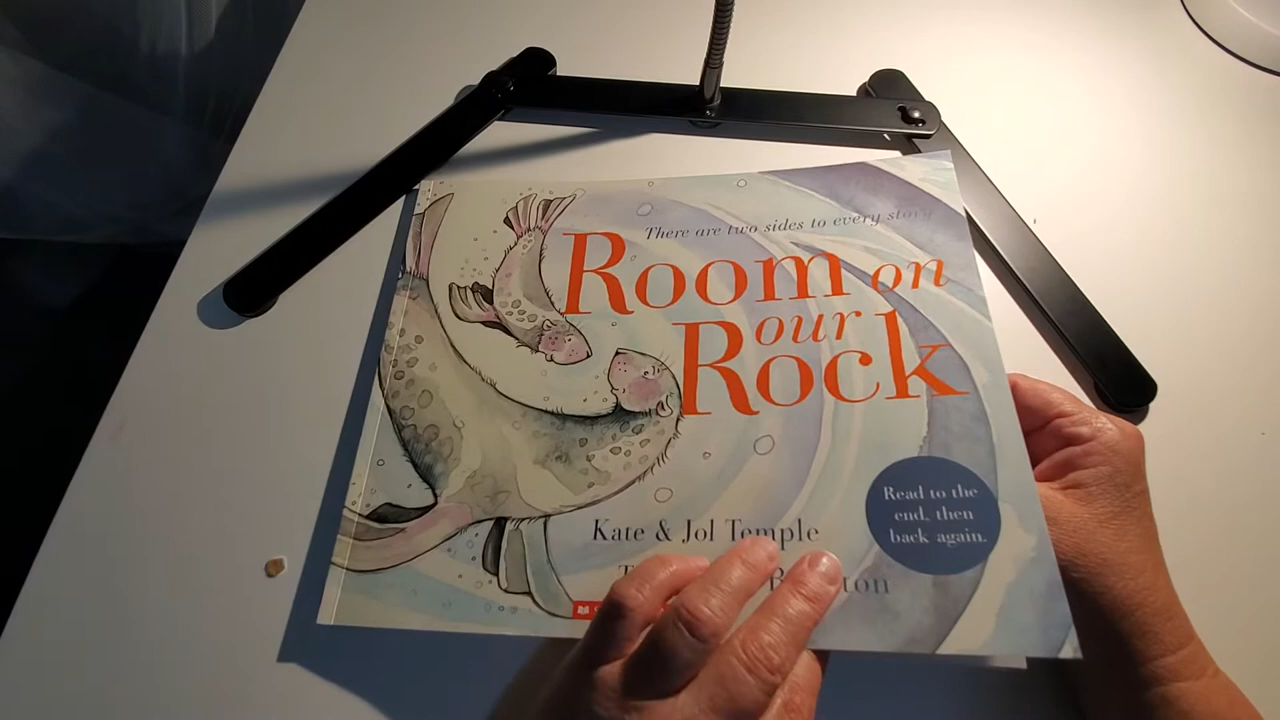 There are two sides to every story
Room on
our
Rock
Read to the
end, then
back again.
Kate & Jol Temple